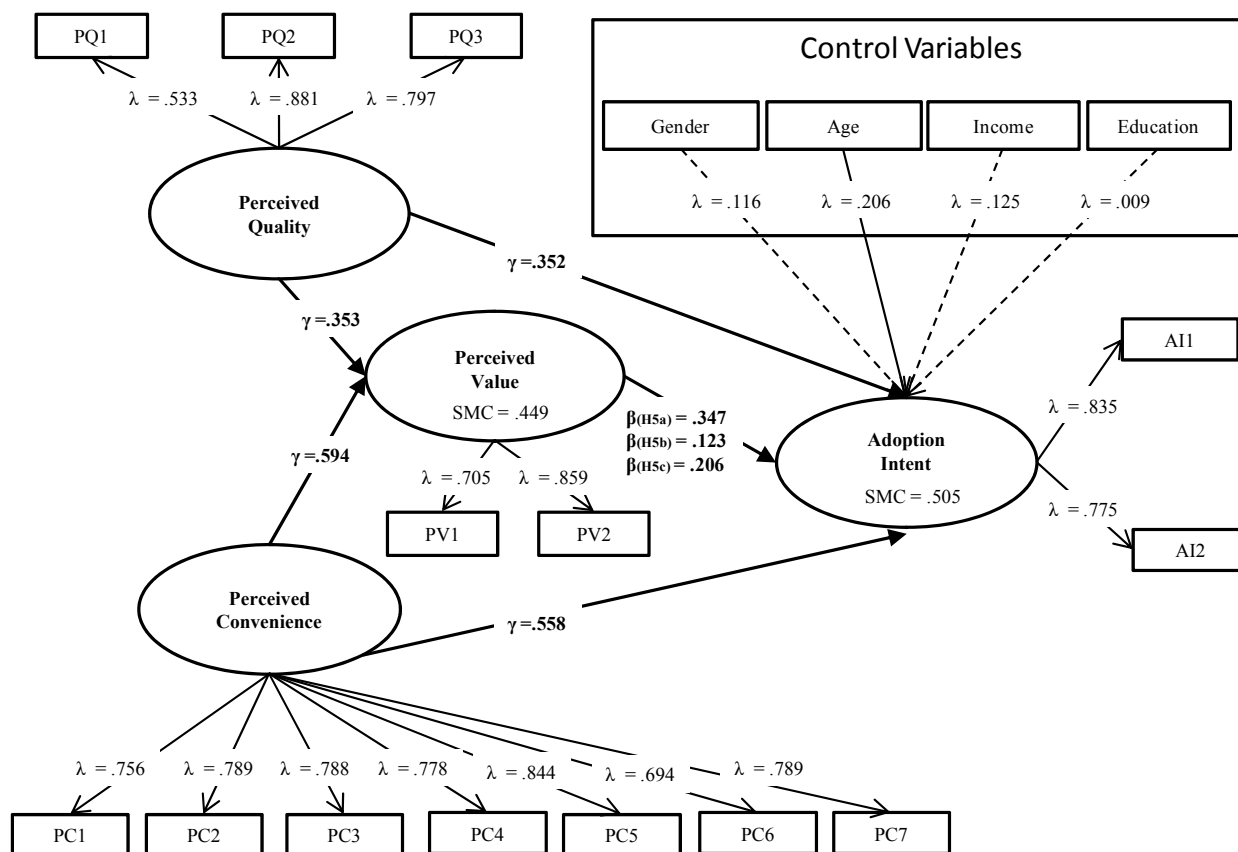 PQ1
PQ2
PQ3
Control Variables
Gender
Age
Income
Education
λ = .533
λ = .881
λ = .797
λ = .116
λ = .206
λ = .125
λ = .009
Perceived
Quality
γ=.352
γ=.353
Perceived
Value
SMC = .449
β(H5a) = .347
β(H5b) = .123
β(H5c) = .206
Adoption
Intent
SMC = .505
AI1
λ = .835
λ = .775
AI2
γ=.594
λ = .705
λ = .859
PV1
PV2
Perceived
Convenience
γ=.558
λ = .756
λ = .789
λ = .788
λ = .778
λ = .844
λ = .694
λ = .789
PC1
PC2
PC3
PC4
PC5
PC6
PC7